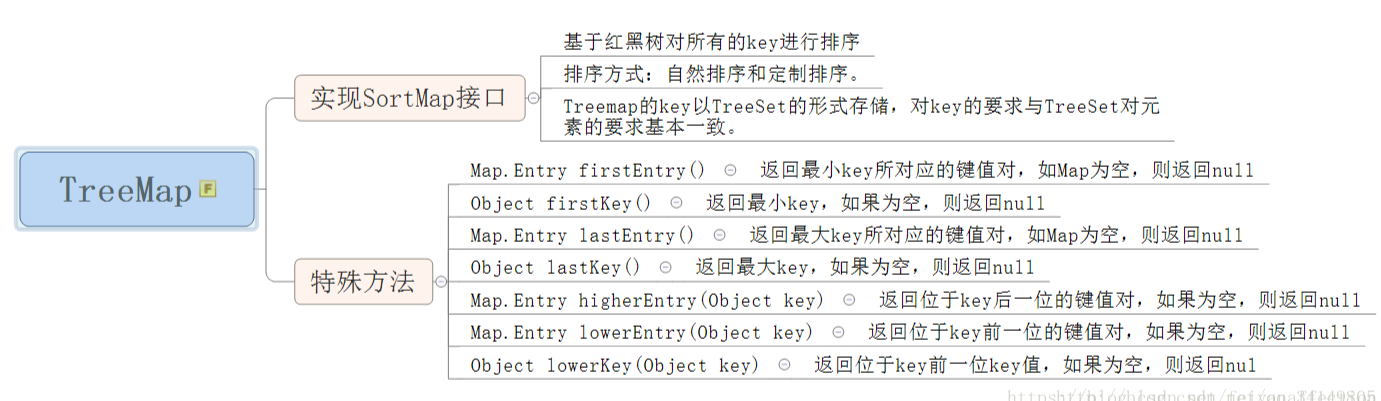 TreeMap
实现SortMap接口
基于红黑树对所有的key进行排序
排序方式：自然排序和定制排序。
Treemap的key以TreeSet的形式存储，对key的要求与TreeSet对元
素的要求基本一致。
特殊方法
Map.Entry firstEntry() 返回最小key所对应的键值对，如Map为空，则返回null
Object firstKey() 返回最小key，如果为空，则返回null
Map.Entry lastEntry() 返回最大key所对应的键值对，如Map为空，则返回null
Object lastKey() 返回最大key，如果为空，则返回null
Map.Entry higherEntry(Object key) 返回位于key后一位的键值对，如果为空，则返回null
Map.Entry lowerEntry(Object key) 返回位于key前一位的键值对，如果为空，则返回null
Object lowerKey(Object key) 返回位于key前一位key值，如果为空，则返回nul